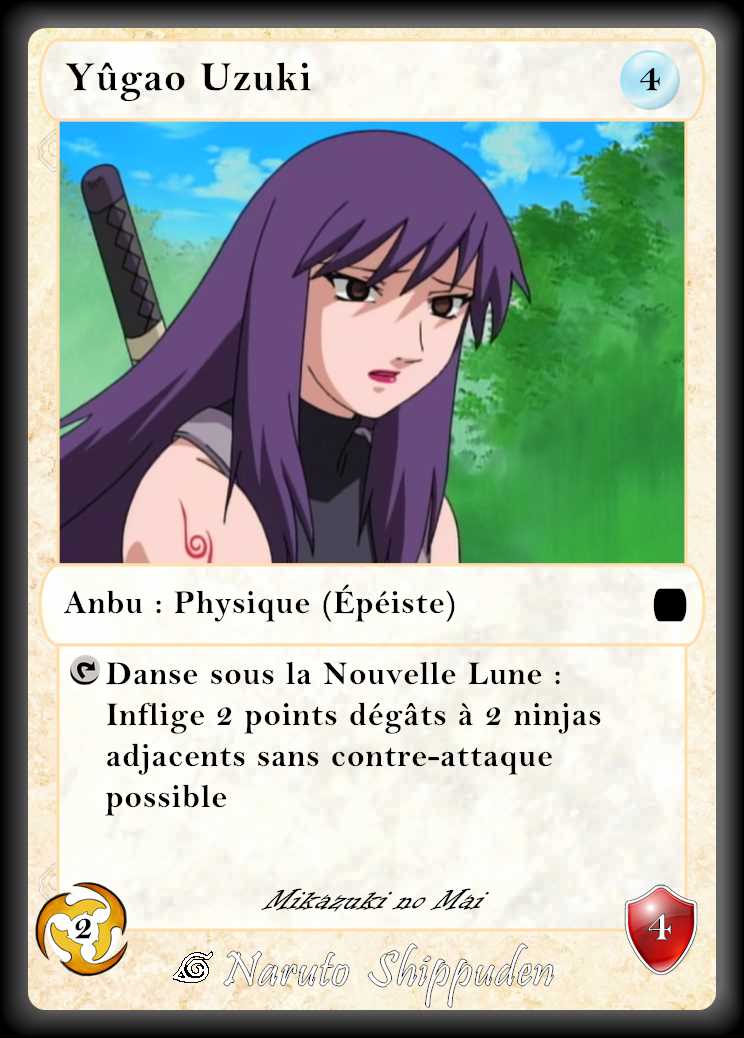 Yûgao Uzuki
4
Anbu : Physique (Épéiste)
Danse sous la Nouvelle Lune :
Inflige 2 points dégâts à 2 ninjas
adjacents sans contre-attaque
possible
Mikazuki no Mai
2
4
Naruto Shippuden